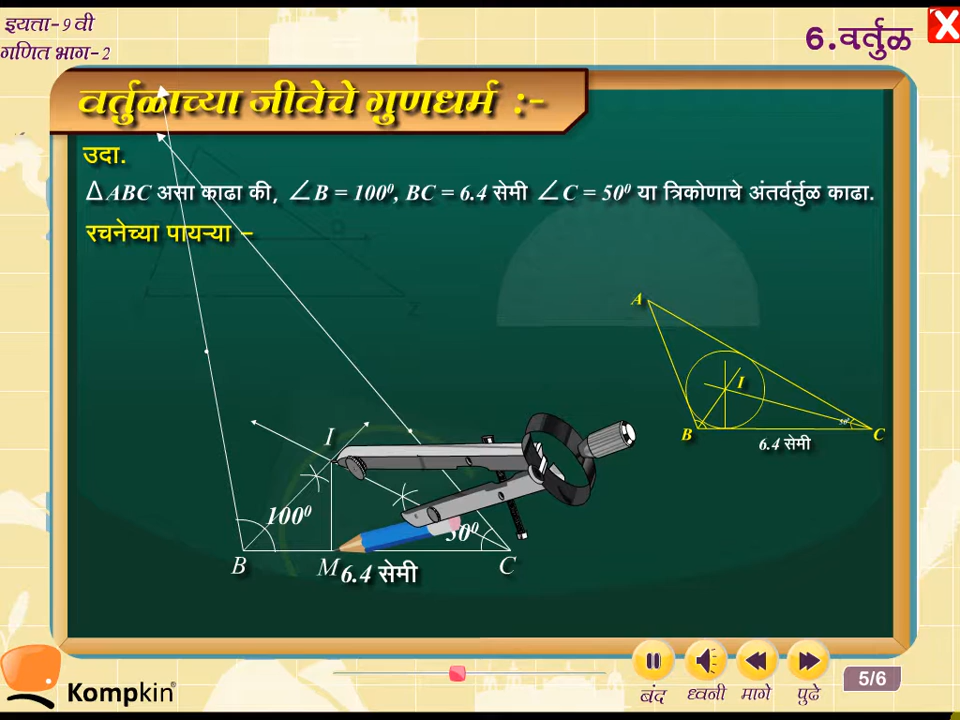 इयत्ता-9 वी
गणित भाग-2
6.वर्तुळ
X
वर्तुळाच्या जीवेचे गुणधर्म :-
उदा.
Δ ABC असा काढा की, ∠B = 100⁰, BC = 6.4 सेमी ∠C = 50⁰ या त्रिकोणाचे अंतर्वर्तुळ काढा.
रचनेच्या पायऱ्या -
A
I
50⁰
B
C
6.4 सेमी
I
100⁰
50⁰
B
M
C
6.4 सेमी
Kompkin®
बंद
ध्वनी
मागे
पुढे
5/6